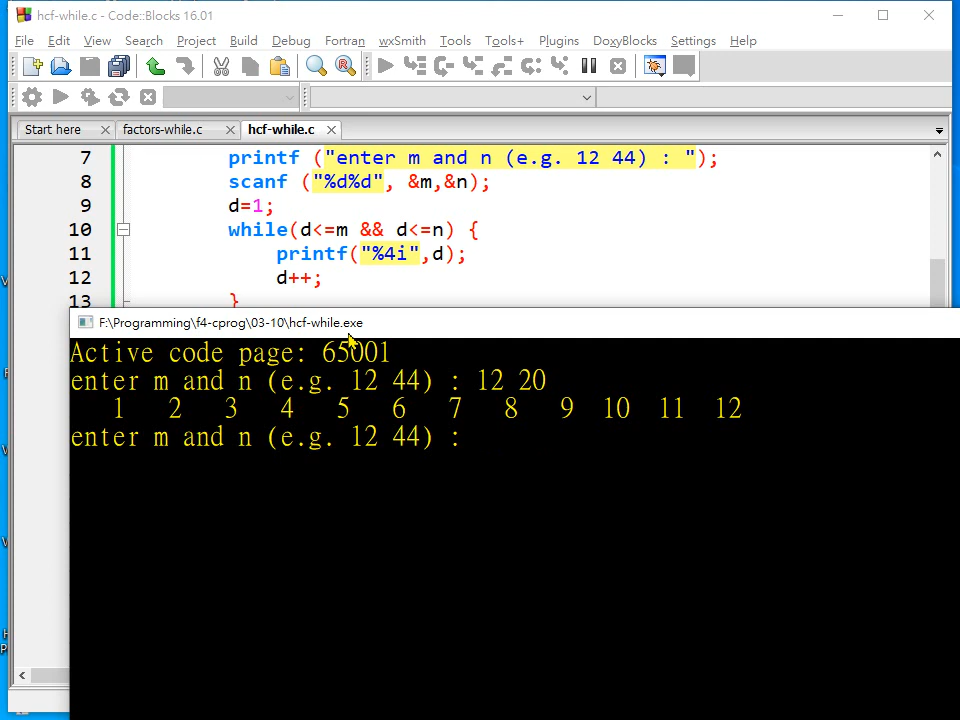 hcf-while.c - Code::Blocks 16.01
File Edit View Search Project Build Debug Fortran wxSmith Tools Tools+ Plugins DoxyBlocks Settings Help
Start here factors-while.c hcf-while.c
7 printf ("enter m and n (e.g. 12 44) : ");
8 scanf ("%d%d", &m,&n);
9 d=1;
10 while(d<=m && d<=n) {
11 printf("%4i",d);
12 d++;
13 }
F:\Programming\f4-cprog\03-10\hcf-while.exe
Active code page: 65001
enter m and n (e.g. 12 44) : 12 20
1 2 3 4 5 6 7 8 9 10 11 12
enter m and n (e.g. 12 44) :